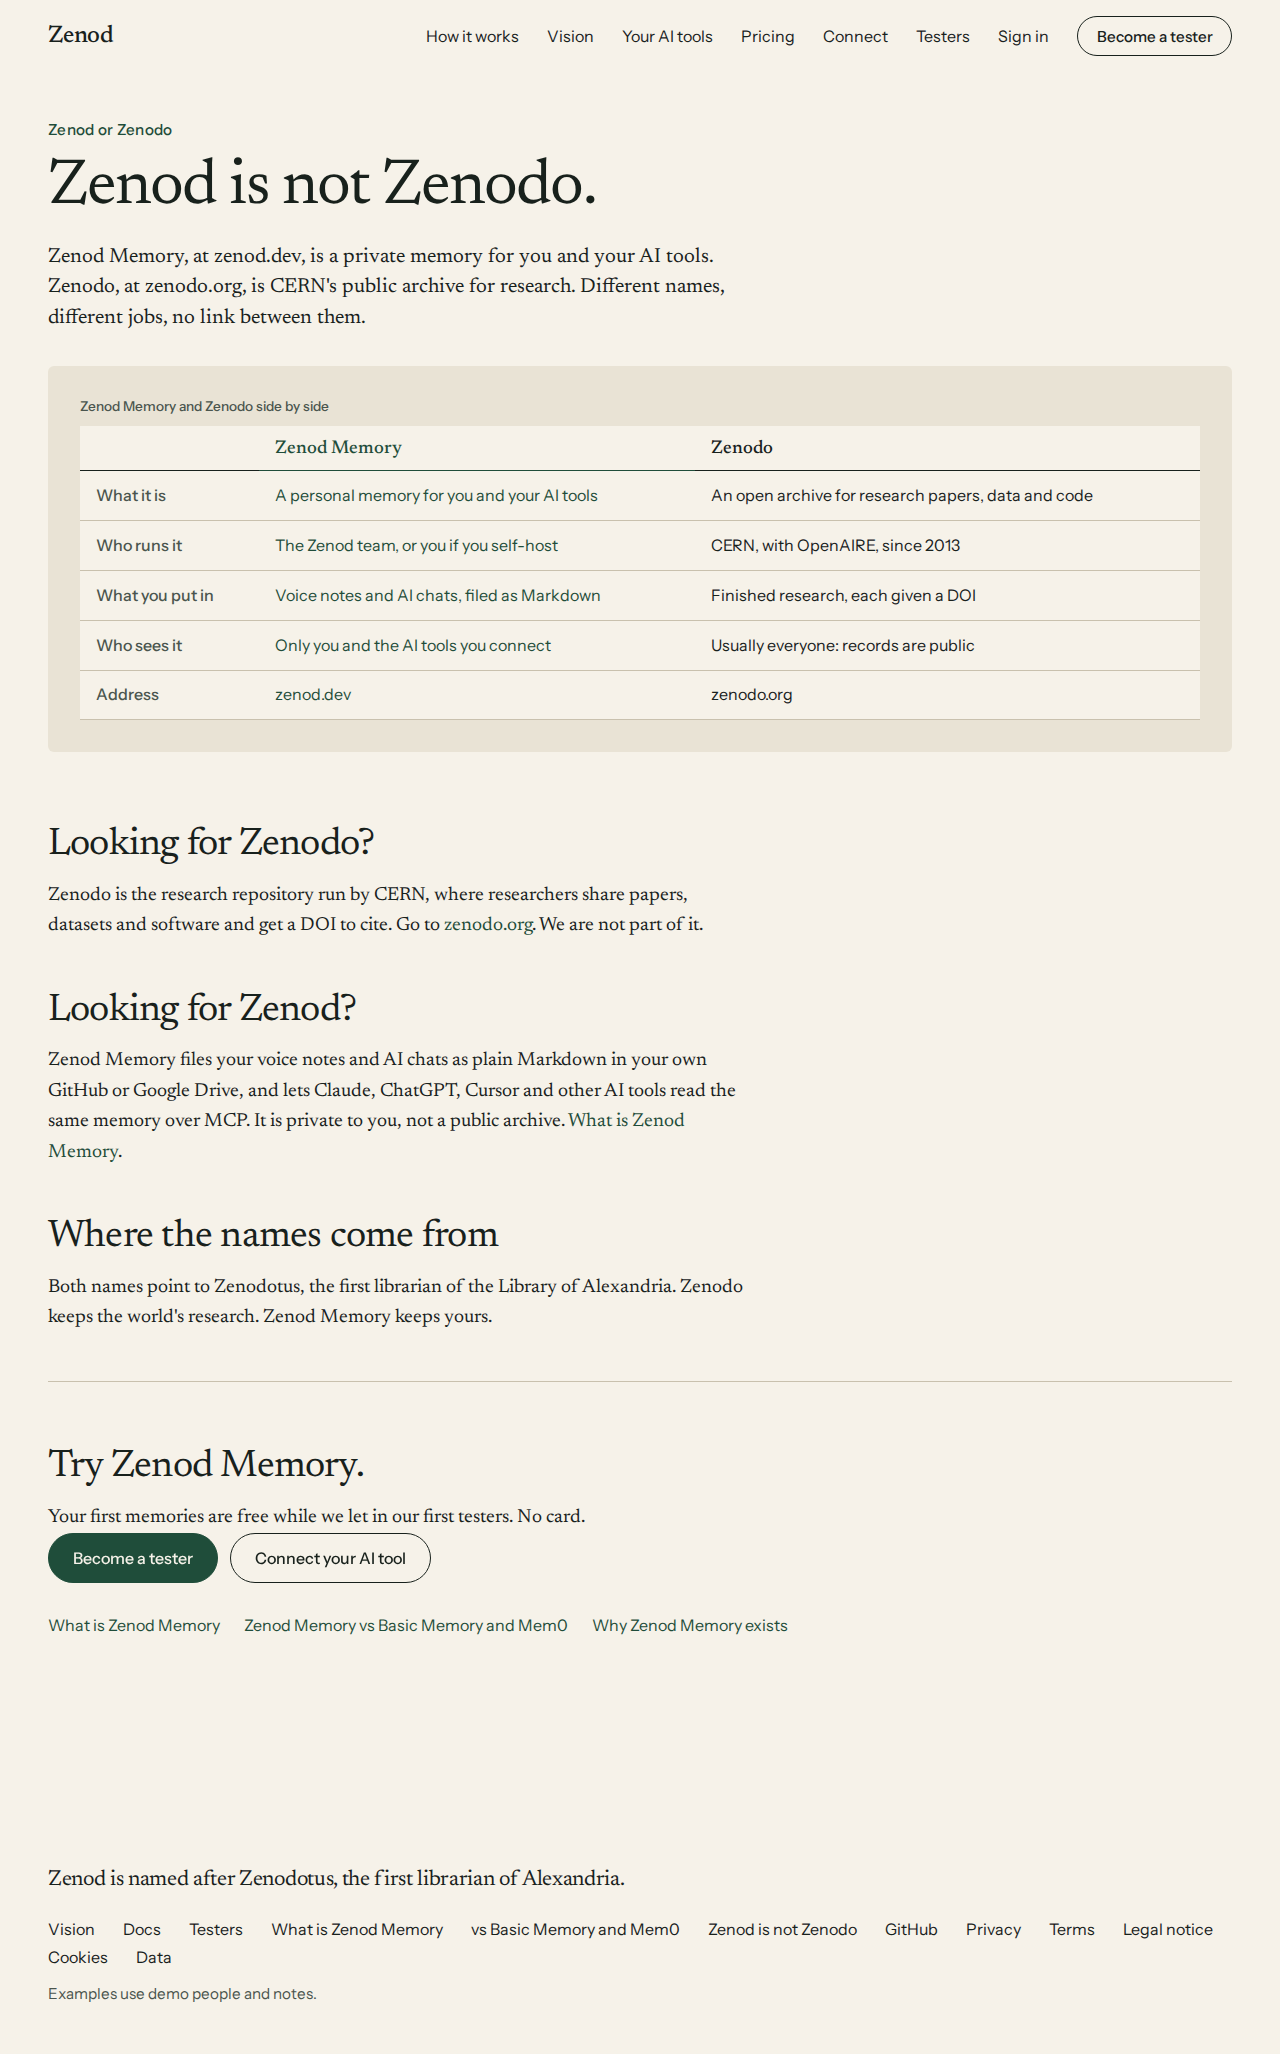 Zenod
How it works Vision Your AI tools Pricing Connect Testers Sign in Become a tester
Zenod or Zenodo
Zenod is not Zenodo.
Zenod Memory, at zenod.dev, is a private memory for you and your AI tools.
Zenodo, at zenodo.org, is CERN's public archive for research. Different names,
different jobs, no link between them.
Zenod Memory and Zenodo side by side
Zenod Memory Zenodo
What it is A personal memory for you and your AI tools An open archive for research papers, data and code
Who runs it The Zenod team, or you if you self-host CERN, with OpenAIRE, since 2013
What you put in Voice notes and AI chats, filed as Markdown Finished research, each given a DOI
Who sees it Only you and the AI tools you connect Usually everyone: records are public
Address zenod.dev zenodo.org
Looking for Zenodo?
Zenodo is the research repository run by CERN, where researchers share papers,
datasets and software and get a DOI to cite. Go to zenodo.org. We are not part of it.
Looking for Zenod?
Zenod Memory files your voice notes and AI chats as plain Markdown in your own
GitHub or Google Drive, and lets Claude, ChatGPT, Cursor and other AI tools read the
same memory over MCP. It is private to you, not a public archive. What is Zenod
Memory.
Where the names come from
Both names point to Zenodotus, the first librarian of the Library of Alexandria. Zenodo
keeps the world's research. Zenod Memory keeps yours.
Try Zenod Memory.
Your first memories are free while we let in our first testers. No card.
Become a tester Connect your AI tool
What is Zenod Memory Zenod Memory vs Basic Memory and Mem0 Why Zenod Memory exists
Zenod is named after Zenodotus, the first librarian of Alexandria.
Vision Docs Testers What is Zenod Memory vs Basic Memory and Mem0 Zenod is not Zenodo GitHub Privacy Terms Legal notice
Cookies Data
Examples use demo people and notes.